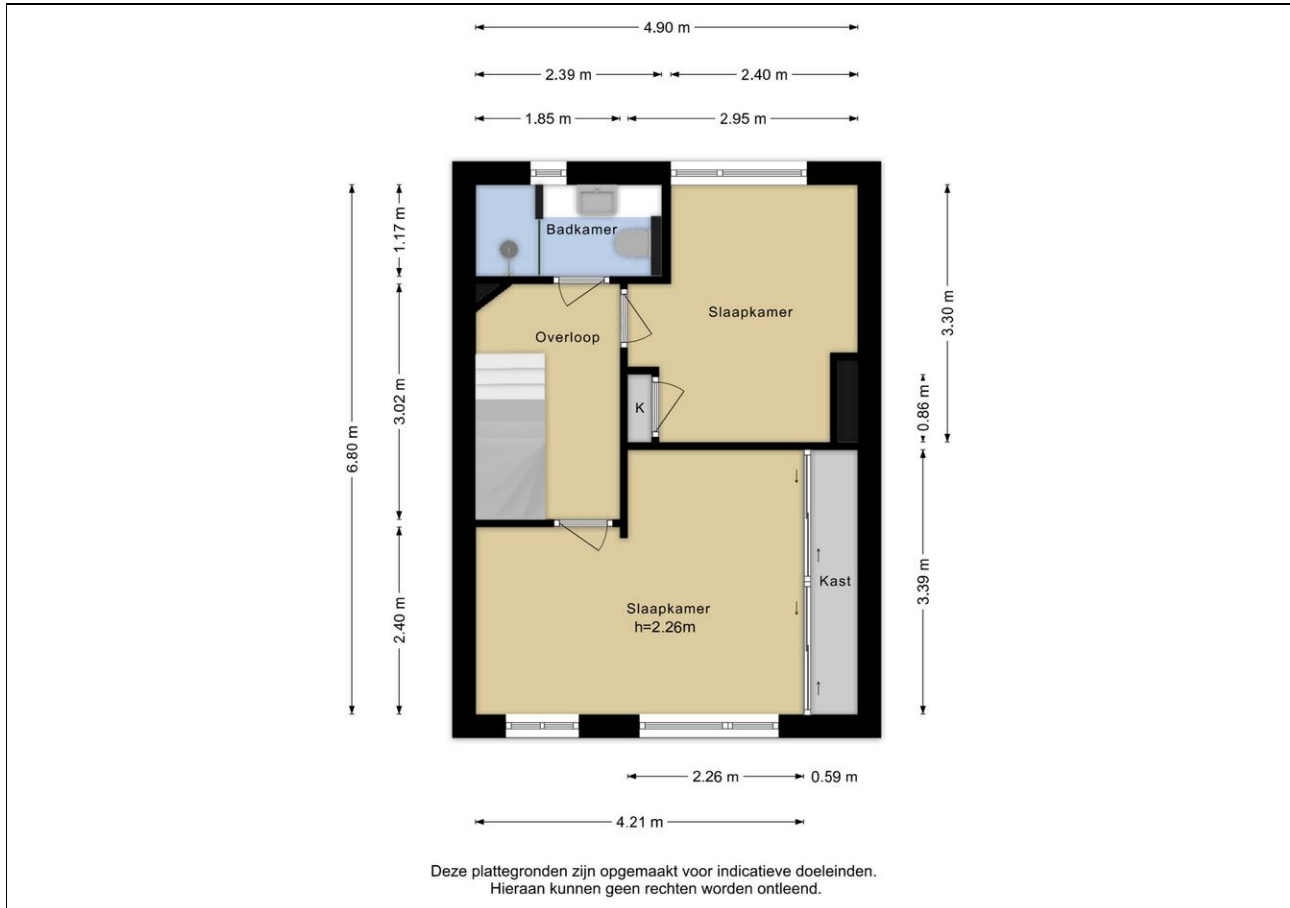 4.90 m
2.39 m
2.40 m
1.85 m
2.95 m
1.17 m
Badkamer
6.80 m
3.02 m
Overloop
Slaapkamer
3.30 m
K
0.86 m
2.40 m
Slaapkamer
h=2.26m
Kast
3.39 m
2.26 m
0.59 m
4.21 m
Deze plattegronden zijn opgemaakt voor indicatieve doeleinden.
Hieraan kunnen geen rechten worden ontleend.